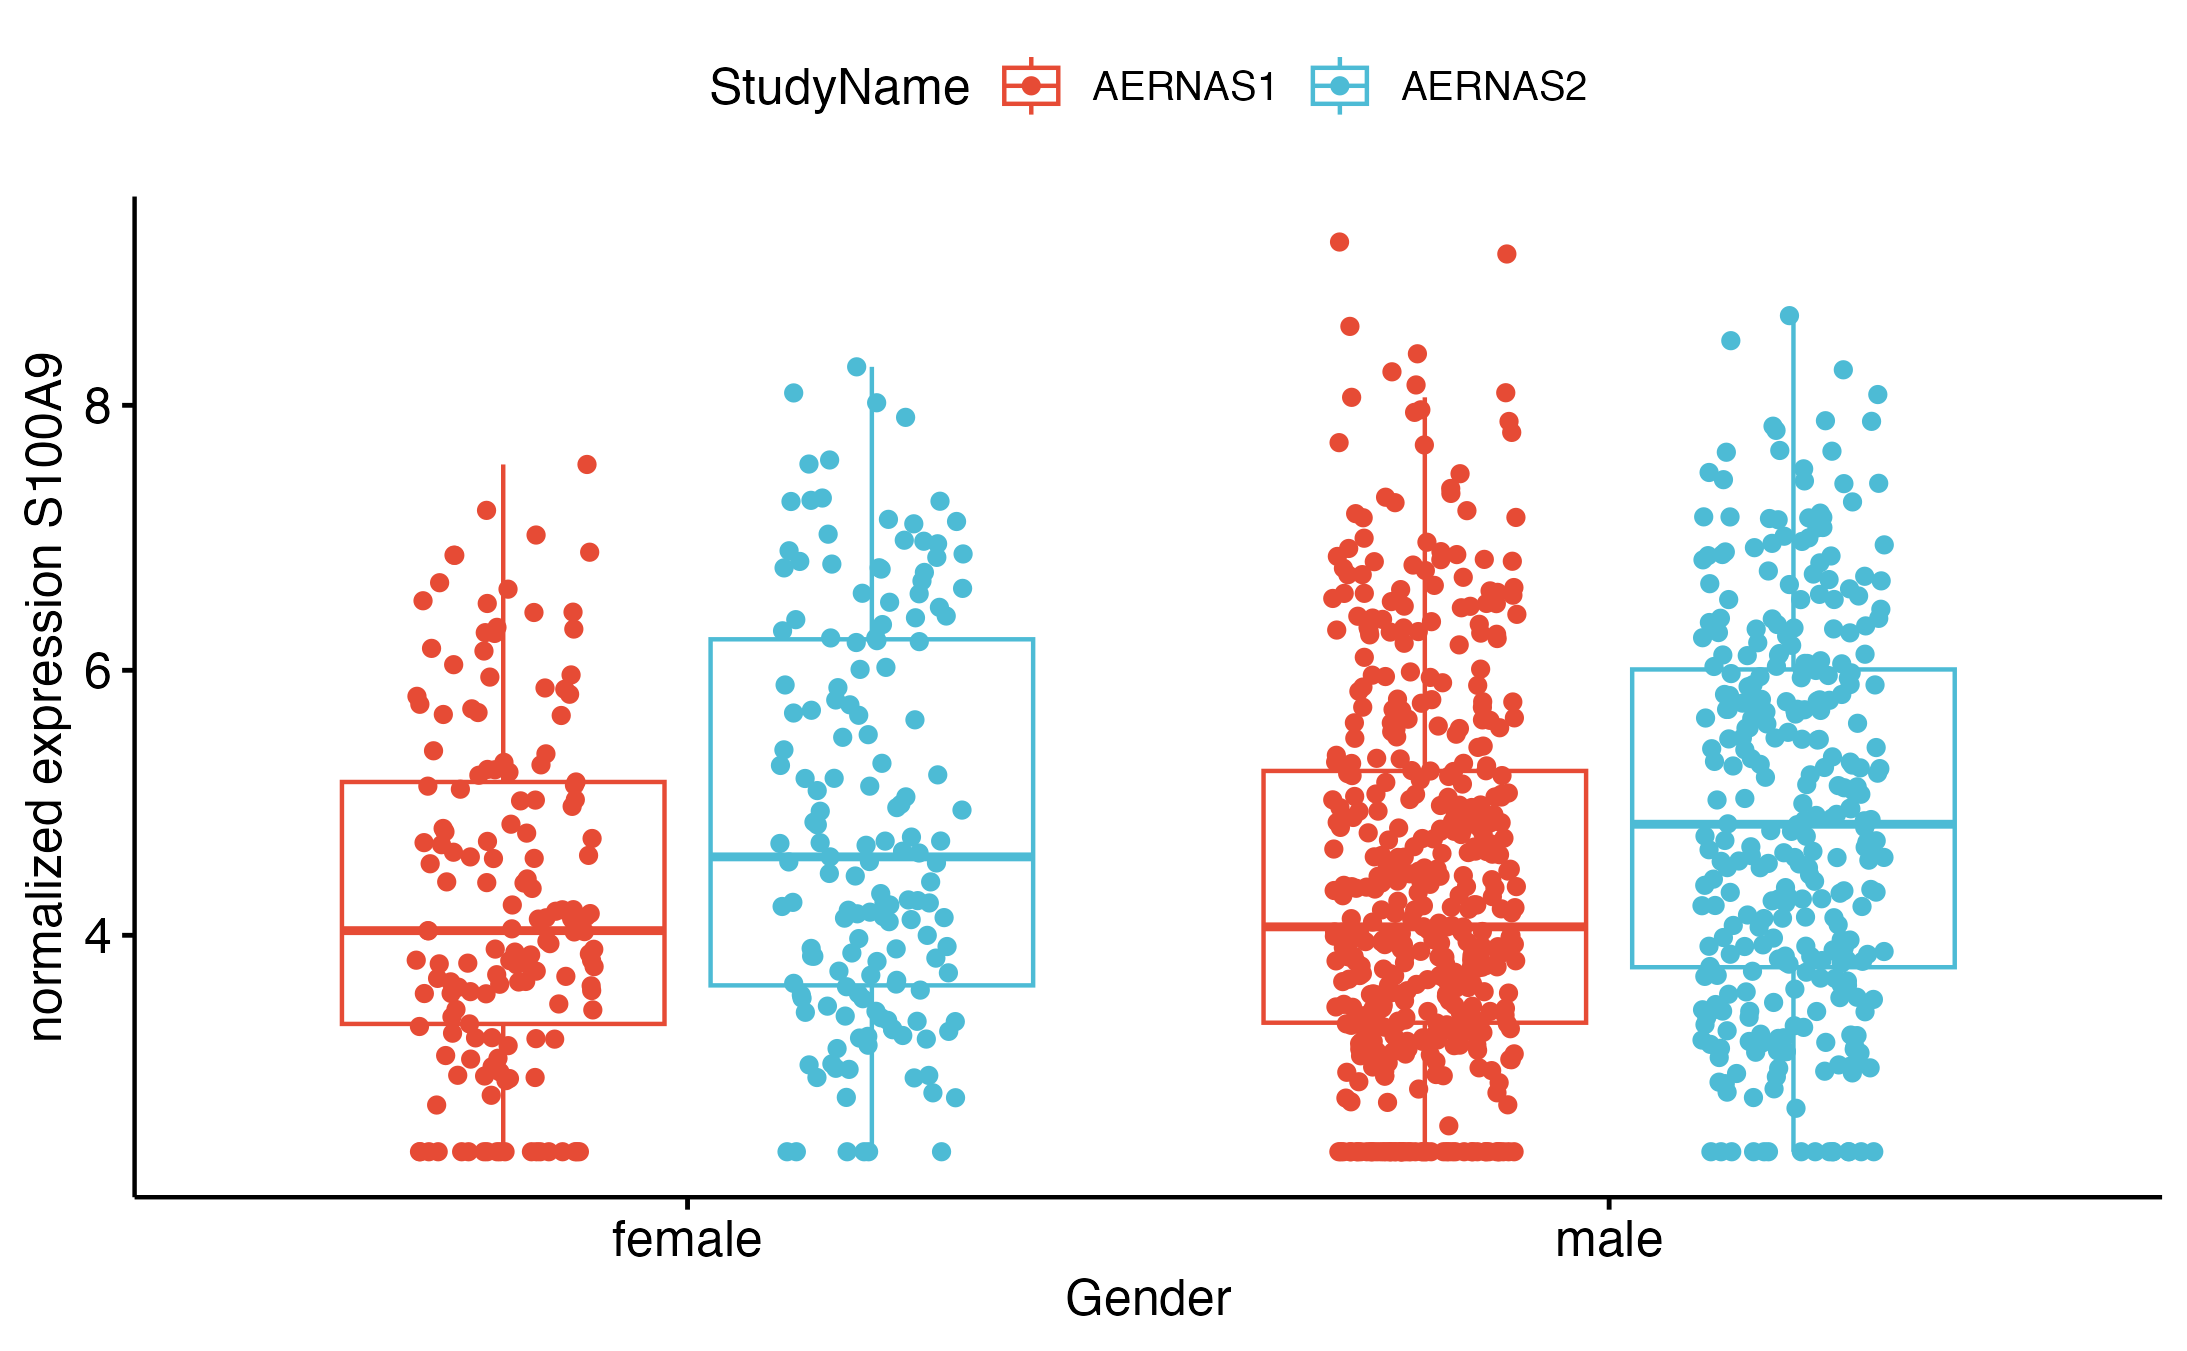 StudyName AERNAS1 AERNAS2
normalized expression S100A9
8
6
4
female male
Gender